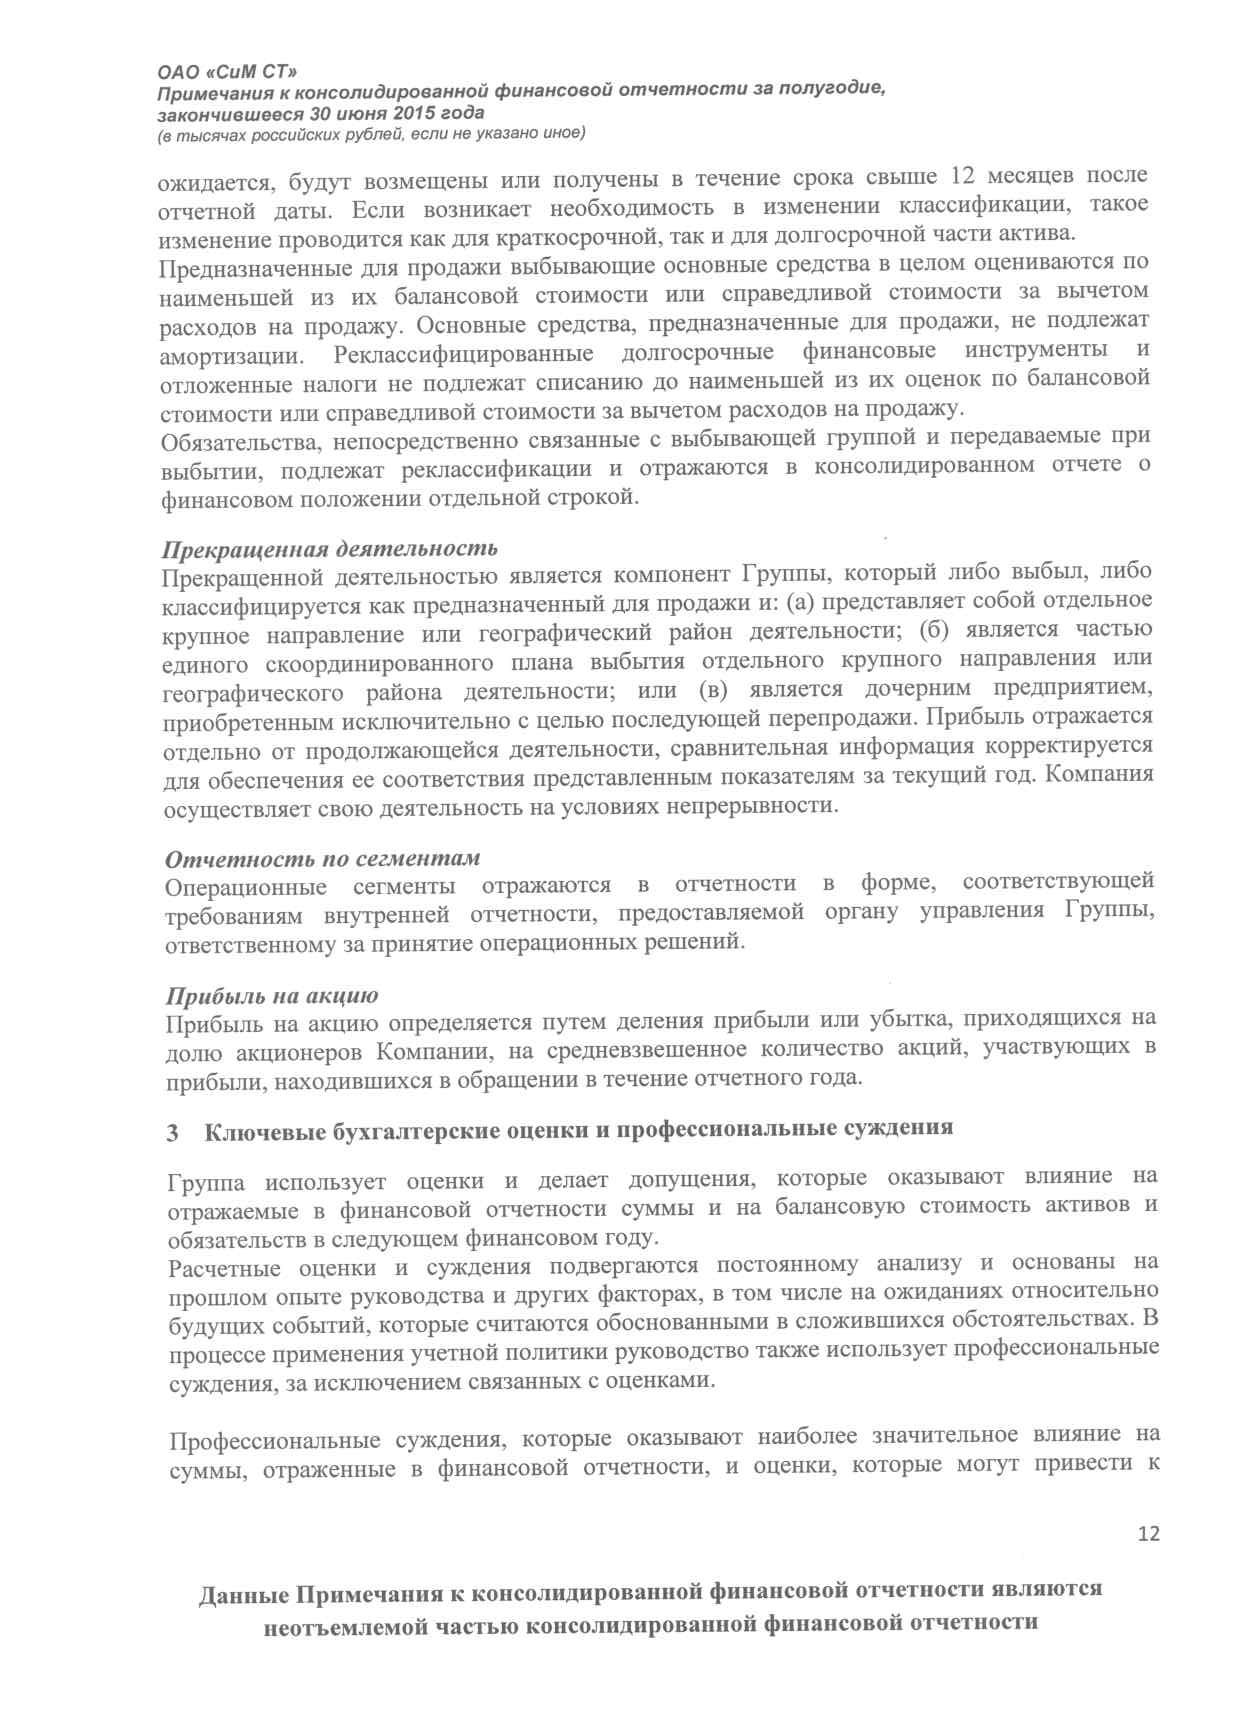 ОАО «СиМ СТ»
Примечания к консолидированной финансовой отчетности за полугодие,
закончившееся 30 июня 2015 года
(в тысячах российских рублей, если не указано иное)
ожидается, будут возмещены или получены в течение срока свыше 12 месяцев после
отчетной даты. Если возникает необходимость в изменении классификации, такое
изменение проводится как для краткосрочной, так и для долгосрочной части актива.
Предназначенные для продажи выбывающие основные средства в целом оцениваются по
наименьшей из их балансовой стоимости или справедливой стоимости за вычетом
расходов на продажу. Основные средства, предназначенные для продажи, не подлежат
амортизации. Реклассифицированные долгосрочные финансовые инструменты и
отложенные налоги не подлежат списанию до наименьшей из их оценок по балансовой
стоимости или справедливой стоимости за вычетом расходов на продажу.
Обязательства, непосредственно связанные с выбывающей группой и передаваемые при
выбытии, подлежат реклассификации и отражаются в консолидированном отчете о
финансовом положении отдельной строкой.
Прекращенная деятельность
Прекращенной деятельностью является компонент Группы, который либо выбыл, либо
классифицируется как предназначенный для продажи и: (а) представляет собой отдельное
крупное направление или географический район деятельности; (б) является частью
единого скоординированного плана выбытия отдельного крупного направления или
географического района деятельности; или (в) является дочерним предприятием,
приобретенным исключительно с целью последующей перепродажи. Прибыль отражается
отдельно от продолжающейся деятельности, сравнительная информация корректируется
для обеспечения ее соответствия представленным показателям за текущий год. Компания
осуществляет свою деятельность на условиях непрерывности.
Отчетность по сегментам
Операционные сегменты отражаются в отчетности в форме, соответствующей
требованиям внутренней отчетности, предоставляемой органу управления Группы,
ответственному за принятие операционных решений.
Прибыль на акцию
Прибыль на акцию определяется путем деления прибыли или убытка, приходящихся на
долю акционеров Компании, на средневзвешенное количество акций, участвующих в
прибыли, находившихся в обращении в течение отчетного года.
3 Ключевые бухгалтерские оценки и профессиональные суждения
Группа использует оценки и делает допущения, которые оказывают влияние на
отражаемые в финансовой отчетности суммы и на балансовую стоимость активов и
обязательств в следующем финансовом году.
Расчетные оценки и суждения подвергаются постоянному анализу и основаны на
прошлом опыте руководства и других факторах, в том числе на ожиданиях относительно
будущих событий, которые считаются обоснованными в сложившихся обстоятельствах. В
процессе применения учетной политики руководство также использует профессиональные
суждения, за исключением связанных с оценками.
Профессиональные суждения, которые оказывают наиболее значительное влияние на
суммы, отраженные в финансовой отчетности, и оценки, которые могут привести к
12
Данные Примечания к консолидированной финансовой отчетности являются
неотъемлемой частью консолидированной финансовой отчетности